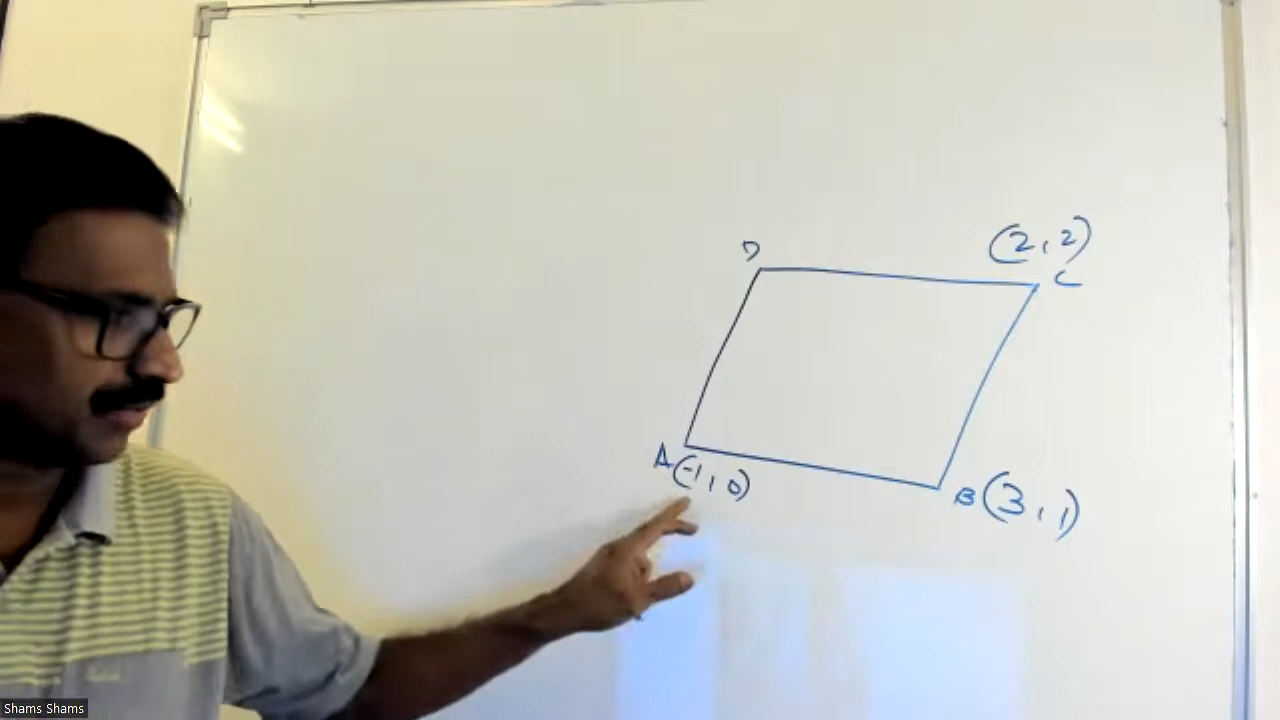 (2,2)
D
C
A(-1,0)
B(3,1)
Shams Shams